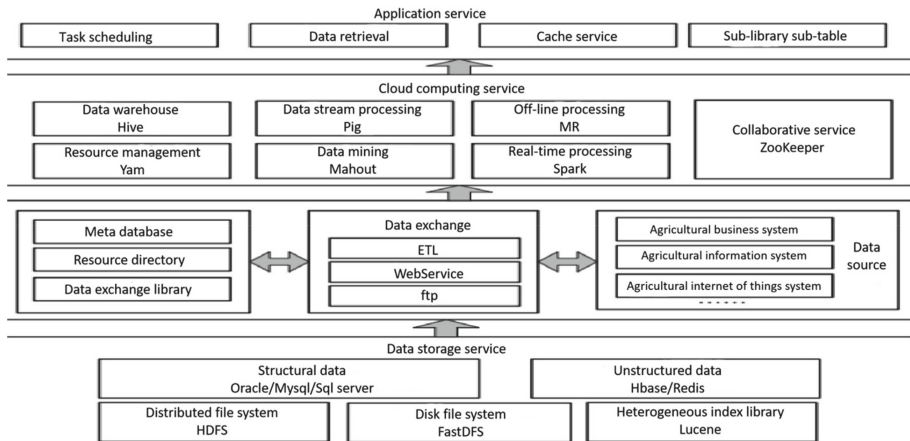 Application service
Task scheduling
Data retrieval
Cache service
Sub-library sub-table
Cloud computing service
Data warehouse
Hive
Data stream processing
Pig
Off-line processing
MR
Collaborative service
ZooKeeper
Resource management
Yam
Data mining
Mahout
Real-time processing
Spark
Meta database
Resource directory
Data exchange library
Data exchange
ETL
WebService
ftp
Agricultural business system
Agricultural information system
Agricultural internet of things system
......
Data
source
Data storage service
Structural data
Oracle/Mysql/Sql server
Unstructured data
Hbase/Redis
Distributed file system
HDFS
Disk file system
FastDFS
Heterogeneous index library
Lucene